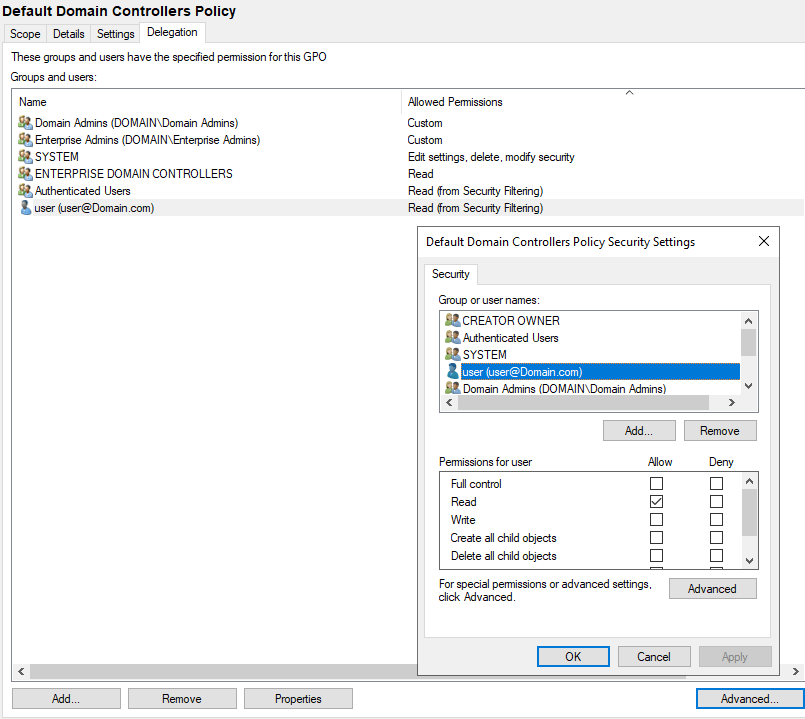 Default Domain Controllers Policy
Scope Details Settings Delegation
These groups and users have the specified permission for this GPO
Groups and users:
Name Allowed Permissions
Domain Admins (DOMAIN\Domain Admins) Custom
Enterprise Admins (DOMAIN\Enterprise Admins) Custom
SYSTEM Edit settings, delete, modify security
ENTERPRISE DOMAIN CONTROLLERS Read
Authenticated Users Read (from Security Filtering)
user (user@Domain.com) Read (from Security Filtering)
Default Domain Controllers Policy Security Settings
Security
Group or user names:
CREATOR OWNER
Authenticated Users
SYSTEM
user (user@Domain.com)
Domain Admins (DOMAIN\Domain Admins)
Add... Remove
Permissions for user Allow Deny
Full control
Read
Write
Create all child objects
Delete all child objects
For special permissions or advanced settings,
click Advanced.
Advanced
OK Cancel Apply
Add... Remove Properties Advanced...